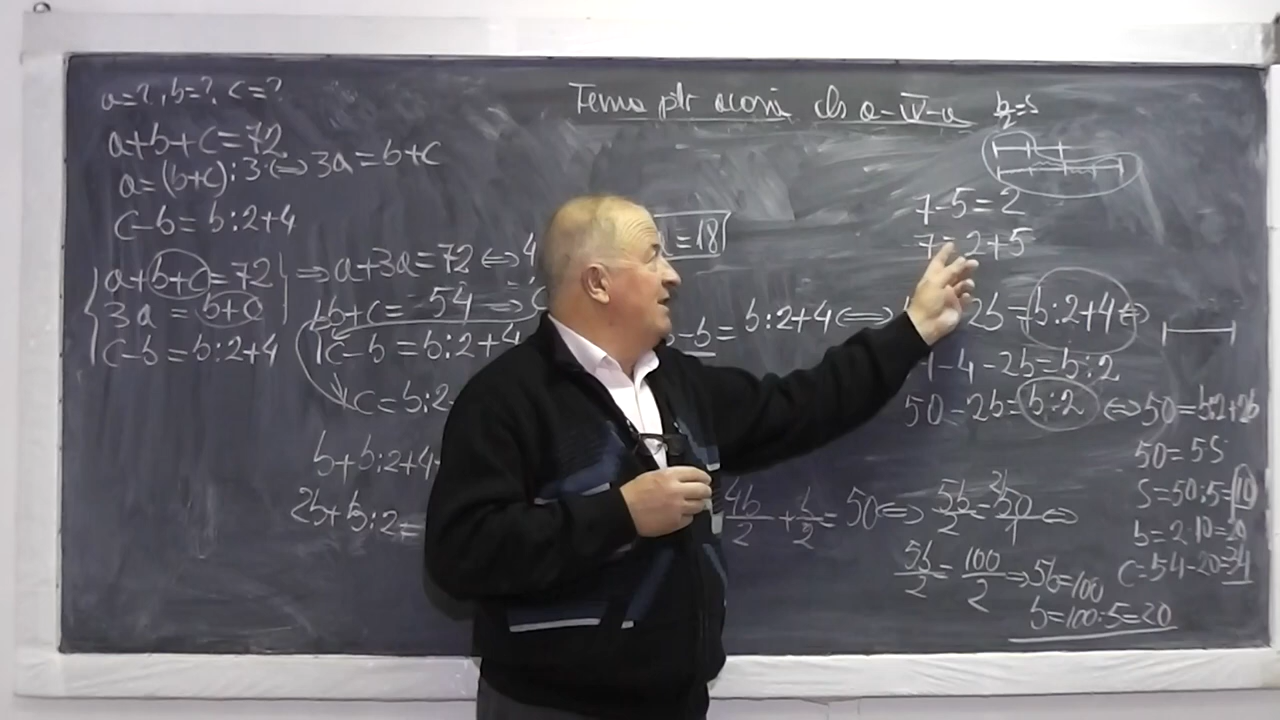 a=?, b=?, c=?
a+b+c=72
a=(b+c):3 ⟺ 3a=b+c
c-b=b:2+4
a+b+c=72
3a=b+c
c-b=b:2+4
⟹ a+3a=72 ⟺ 4
=18
b+c=54 ⟹ c
c-b=b:2+4
c=b:2
b+b:2+4
2b+b:2=
Tema ptr acasă cls a-IV-a
b/2=s
7-5=2
7=2+5
-b=b:2+4 ⟺
2b=b:2+4 ⟺
-4-2b=b:2
50-2b=b:2 ⟺ 50=b:2+2b
50=5s
s=50:5=10
b=2·10=20
c=54-20=34
4b/2+b/2=50 ⟺ 5b/2=50/1 ⟺
5b/2=100/2 ⟹ 5b=100
b=100:5=20